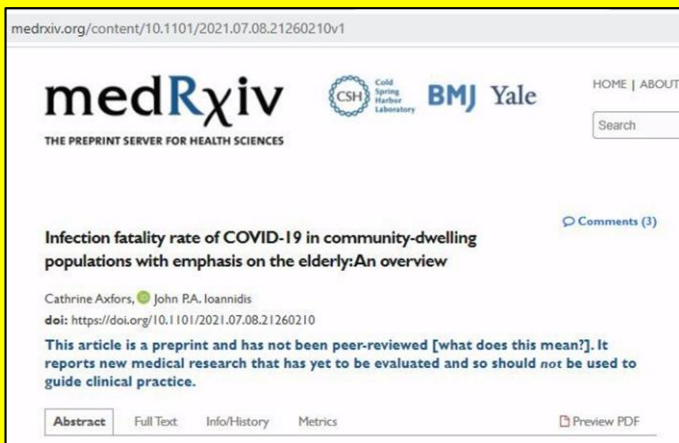 medrxiv.org/content/10.1101/2021.07.08.21260210v1
medRxiv
THE PREPRINT SERVER FOR HEALTH SCIENCES
CSH
Cold
Spring
Harbor
Laboratory
BMJ Yale
HOME | ABOUT
Search
Comments (3)
Infection fatality rate of COVID-19 in community-dwelling
populations with emphasis on the elderly:An overview
Cathrine Axfors, iD John P.A. Ioannidis
doi: https://doi.org/10.1101/2021.07.08.21260210
This article is a preprint and has not been peer-reviewed [what does this mean?]. It
reports new medical research that has yet to be evaluated and so should not be used to
guide clinical practice.
Abstract Full Text Info/History Metrics Preview PDF